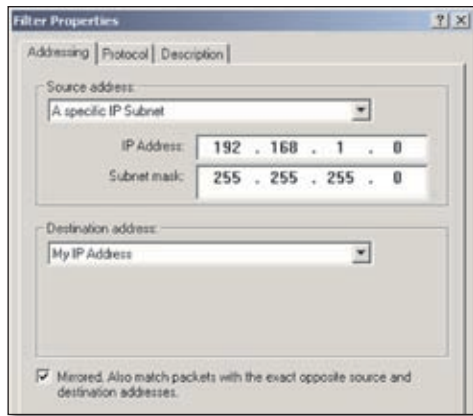 Filter Properties
Addressing Protocol Description
Source address:
A specific IP Subnet
IP Address: 192 . 168 . 1 . 0
Subnet mask: 255 . 255 . 255 . 0
Destination address:
My IP Address
Mirrored. Also match packets with the exact opposite source and
destination addresses.